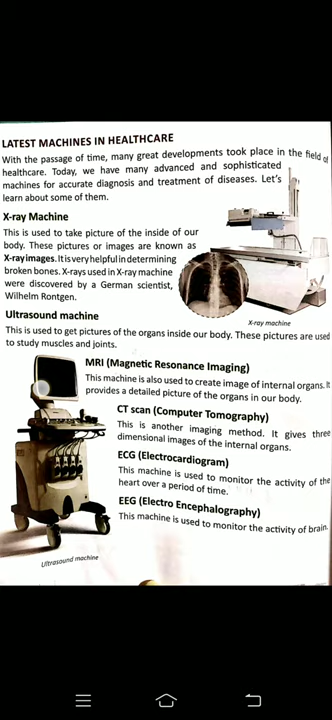 LATEST MACHINES IN HEALTHCARE
With the passage of time, many great developments took place in the field of
healthcare. Today, we have many advanced and sophisticated
machines for accurate diagnosis and treatment of diseases. Let's
learn about some of them.
X-ray Machine
This is used to take picture of the inside of our
body. These pictures or images are known as
X-ray images. It is very helpful in determining
broken bones. X-rays used in X-ray machine
were discovered by a German scientist,
Wilhelm Rontgen.
X-ray machine
Ultrasound machine
This is used to get pictures of the organs inside our body. These pictures are used
to study muscles and joints.
MRI (Magnetic Resonance Imaging)
This machine is also used to create image of internal organs. It
provides a detailed picture of the organs in our body.
CT scan (Computer Tomography)
This is another imaging method. It gives three
dimensional images of the internal organs.
ECG (Electrocardiogram)
This machine is used to monitor the activity of the
heart over a period of time.
EEG (Electro Encephalography)
This machine is used to monitor the activity of brain.
Ultrasound machine